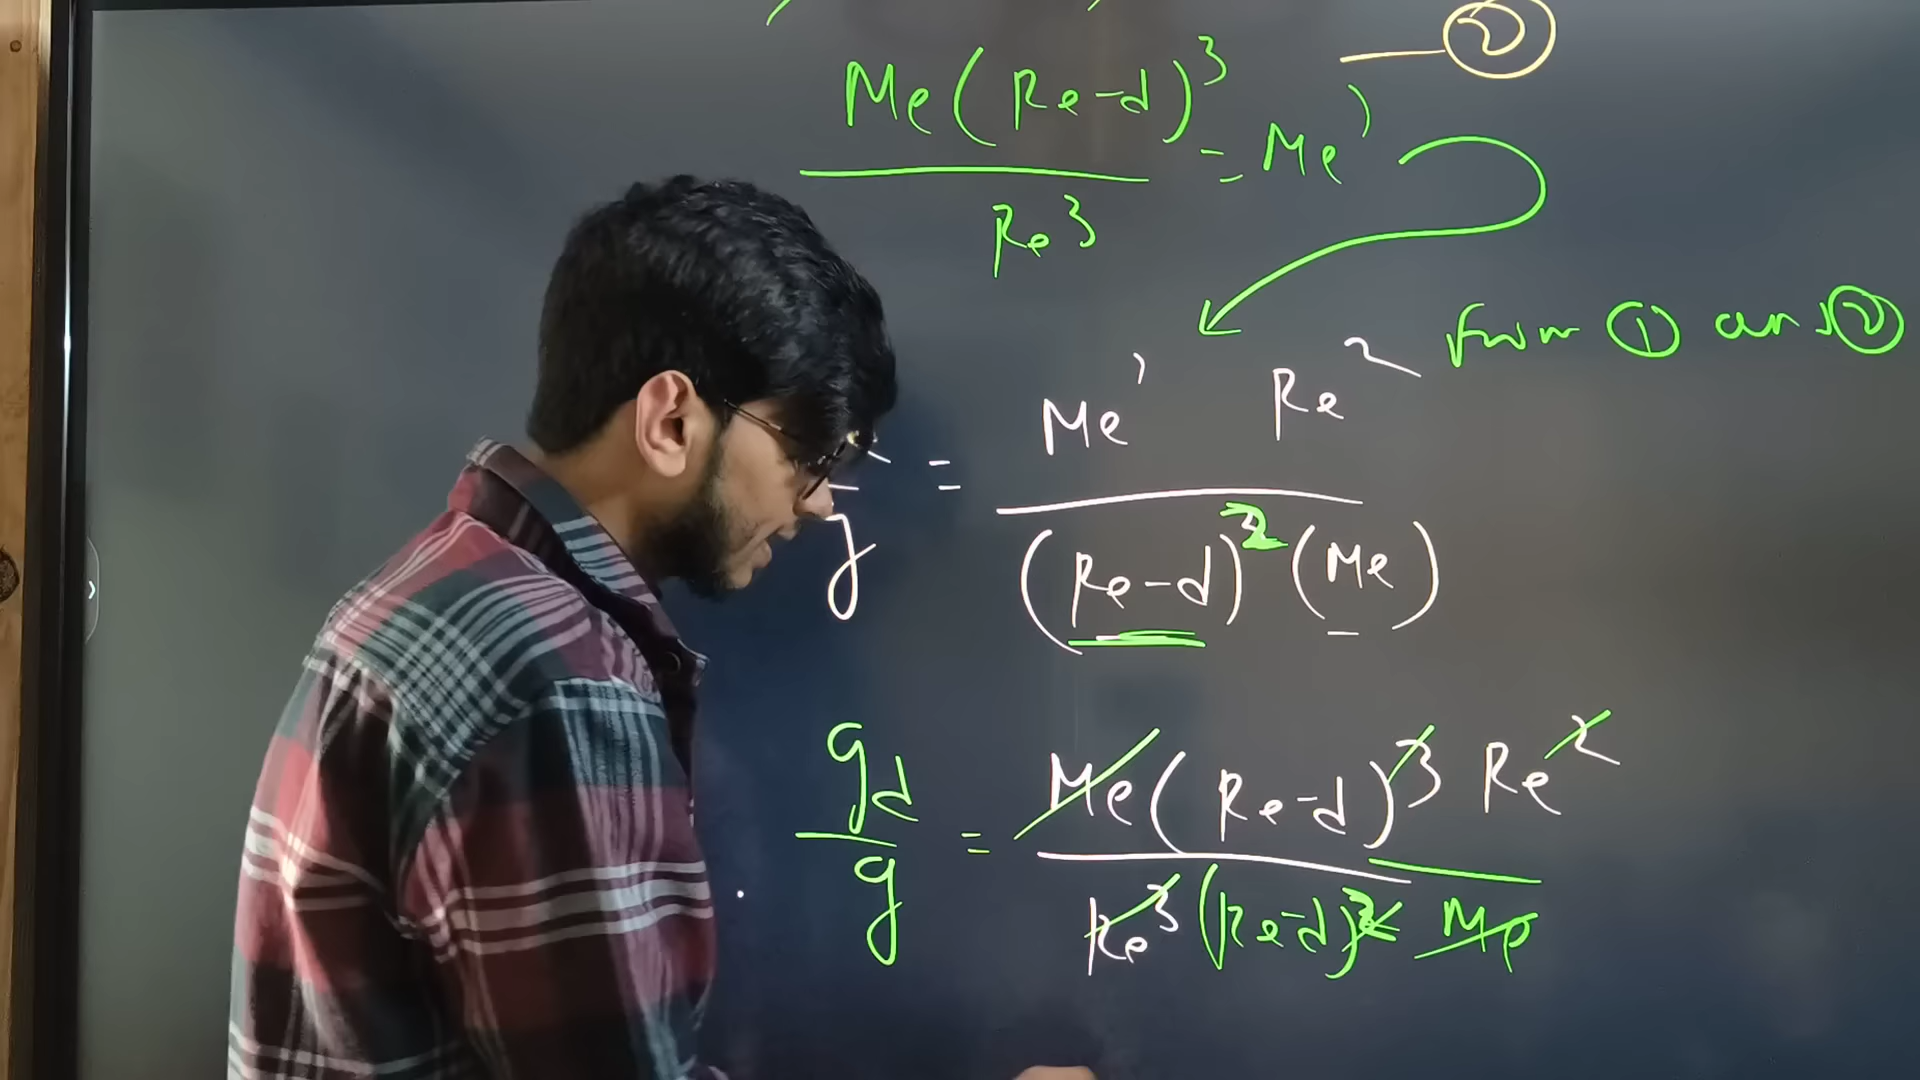 ②
Me(Re-d)³ / Re³ = Me'
from ① and ②
/ g = Me' Re² / (Re-d)² (Me)
gd / g = Me(Re-d)³ Re² / Re³ (Re-d)² Me